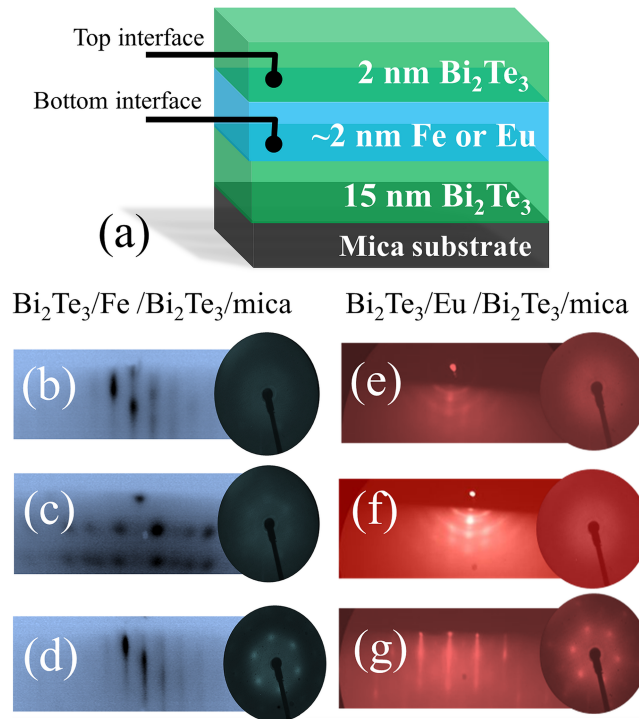 Top interface
2 nm Bi₂Te₃
Bottom interface
~2 nm Fe or Eu
15 nm Bi₂Te₃
(a)
Mica substrate
Bi₂Te₃/Fe /Bi₂Te₃/mica
Bi₂Te₃/Eu /Bi₂Te₃/mica
(b)
(e)
(c)
(f)
(d)
(g)